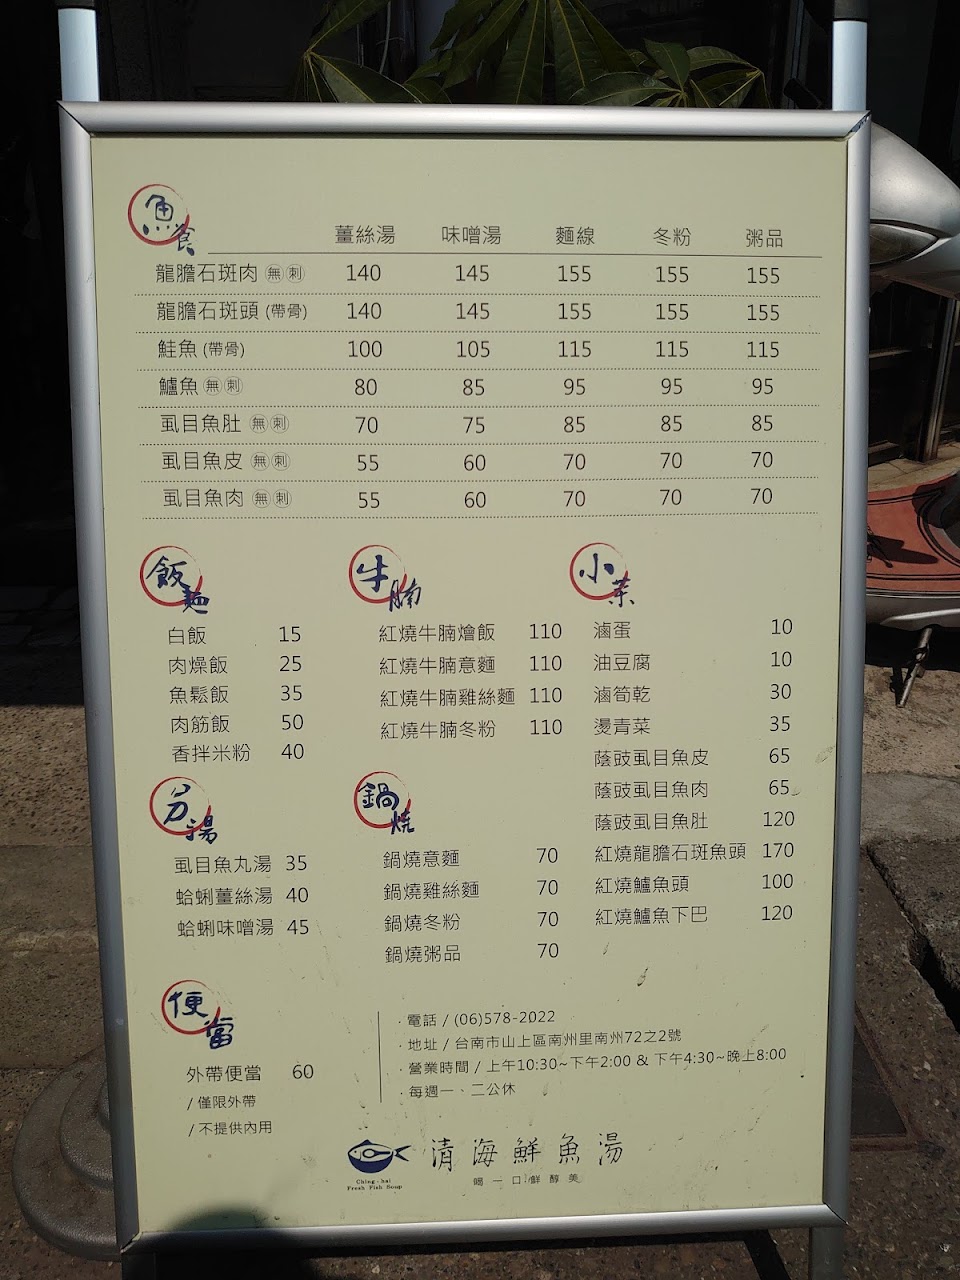 魚食
薑絲湯 味噌湯 麵線 冬粉 粥品
龍膽石斑肉 無刺 140 145 155 155 155
龍膽石斑頭 (帶骨) 140 145 155 155 155
鮭魚 (帶骨) 100 105 115 115 115
鱸魚 無刺 80 85 95 95 95
虱目魚肚 無刺 70 75 85 85 85
虱目魚皮 無刺 55 60 70 70 70
虱目魚肉 無刺 55 60 70 70 70
飯麵
白飯 15
肉燥飯 25
魚鬆飯 35
肉筋飯 50
香拌米粉 40
牛腩
紅燒牛腩燴飯 110
紅燒牛腩意麵 110
紅燒牛腩雞絲麵 110
紅燒牛腩冬粉 110
小菜
滷蛋 10
油豆腐 10
滷筍乾 30
燙青菜 35
蔭豉虱目魚皮 65
蔭豉虱目魚肉 65
蔭豉虱目魚肚 120
紅燒龍膽石斑魚頭 170
紅燒鱸魚頭 100
紅燒鱸魚下巴 120
另湯
虱目魚丸湯 35
蛤蜊薑絲湯 40
蛤蜊味噌湯 45
鍋燒
鍋燒意麵 70
鍋燒雞絲麵 70
鍋燒冬粉 70
鍋燒粥品 70
便當
外帶便當 60
/ 僅限外帶
/ 不提供內用
· 電話 / (06)578-2022
· 地址 / 台南市山上區南洲里南洲72之2號
· 營業時間 / 上午10:30~下午2:00 & 下午4:30~晚上8:00
· 每週一、二公休
Ching-hai
Fresh Fish Soup
清海鮮魚湯
喝一口鮮醇美